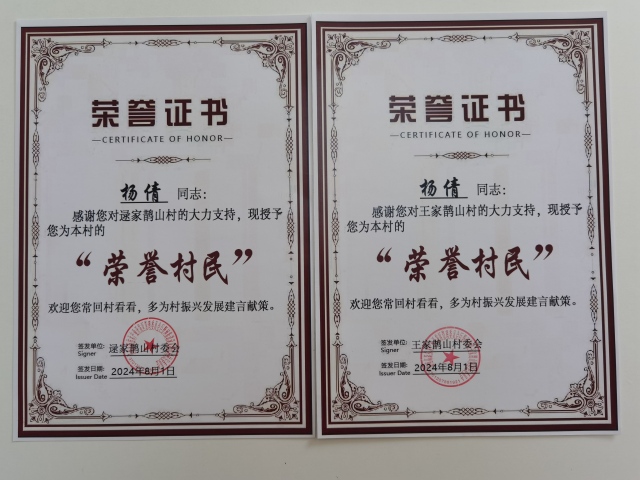 荣誉证书
—CERTIFICATE OF HONOR—
杨倩 同志：
感谢您对逯家鹊山村的大力支持，现授予
您为本村的
“荣誉村民”
欢迎您常回村看看，多为村振兴发展建言献策。
签发单位: 逯家鹊山村委会
Signer
签发日期: 2024年8月1日
Issuer Date
荣誉证书
—CERTIFICATE OF HONOR—
杨倩 同志：
感谢您对王家鹊山村的大力支持，现授予
您为本村的
“荣誉村民”
欢迎您常回村看看，多为村振兴发展建言献策。
签发单位: 王家鹊山村委会
Signer
签发日期: 2024年8月1日
Issuer Date